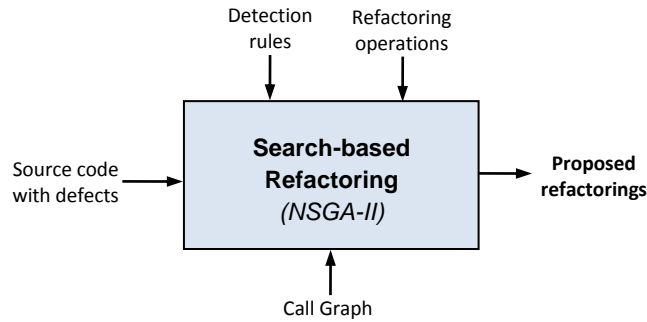 Detection
rules
Refactoring
operations
Source code
with defects
Search-based
Refactoring
(NSGA-II)
Proposed
refactorings
Call Graph